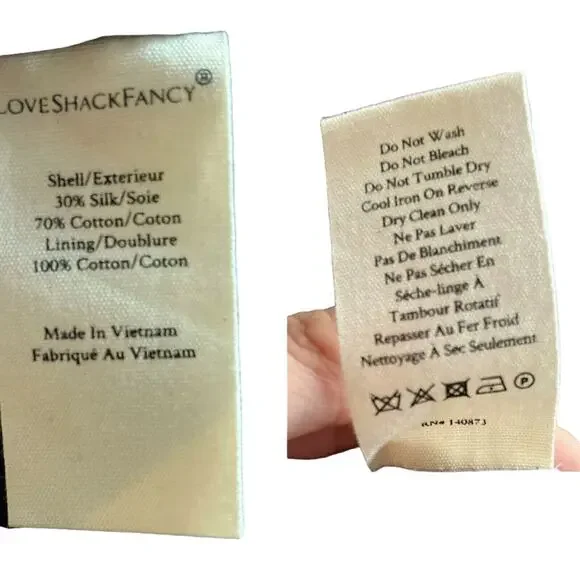 LOVESHACKFANCY®
Shell/Exterieur
30% Silk/Soie
70% Cotton/Coton
Lining/Doublure
100% Cotton/Coton
Made In Vietnam
Fabriqué Au Vietnam
Do Not Wash
Do Not Bleach
Do Not Tumble Dry
Cool Iron On Reverse
Dry Clean Only
Ne Pas Laver
Pas De Blanchiment
Ne Pas Sécher En
Séche-linge À
Tambour Rotatif
Repasser Au Fer Froid
Nettoyage À Sec Seulement
P
RN# 140873